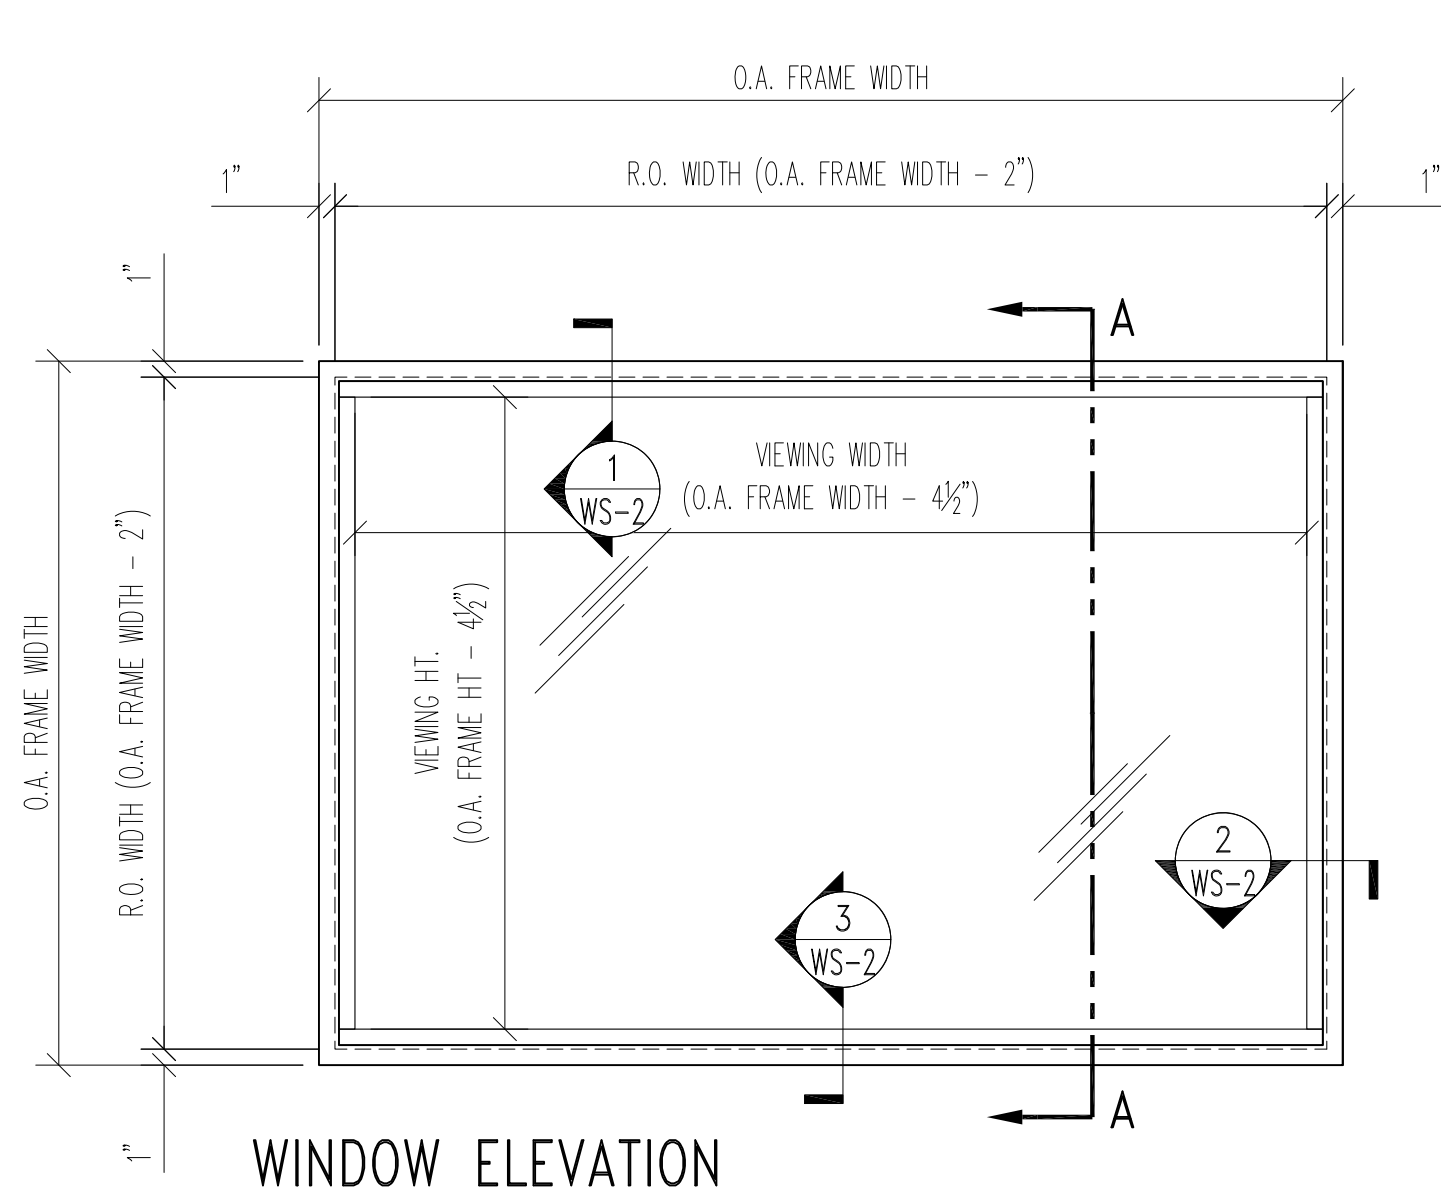 O.A. FRAME WIDTH
R.O. WIDTH (O.A. FRAME WIDTH - 2")
1"
1"
1"
A
1
WS-2
VIEWING WIDTH
(O.A. FRAME WIDTH - 4½")
O.A. FRAME WIDTH
R.O. WIDTH (O.A. FRAME WIDTH - 2")
VIEWING HT.
(O.A. FRAME HT - 4½")
2
WS-2
3
WS-2
A
1"
WINDOW ELEVATION